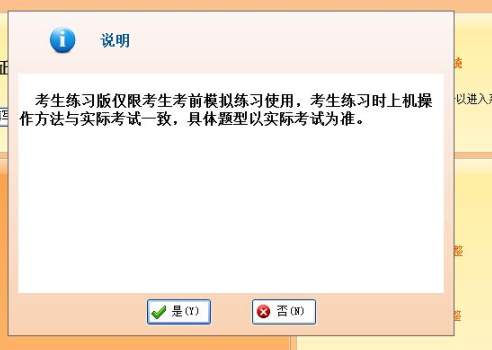 说明
考生练习版仅限考生考前模拟练习使用，考生练习时上机操
作方法与实际考试一致，具体题型以实际考试为准。
以进入
整
是(Y)
否(N)